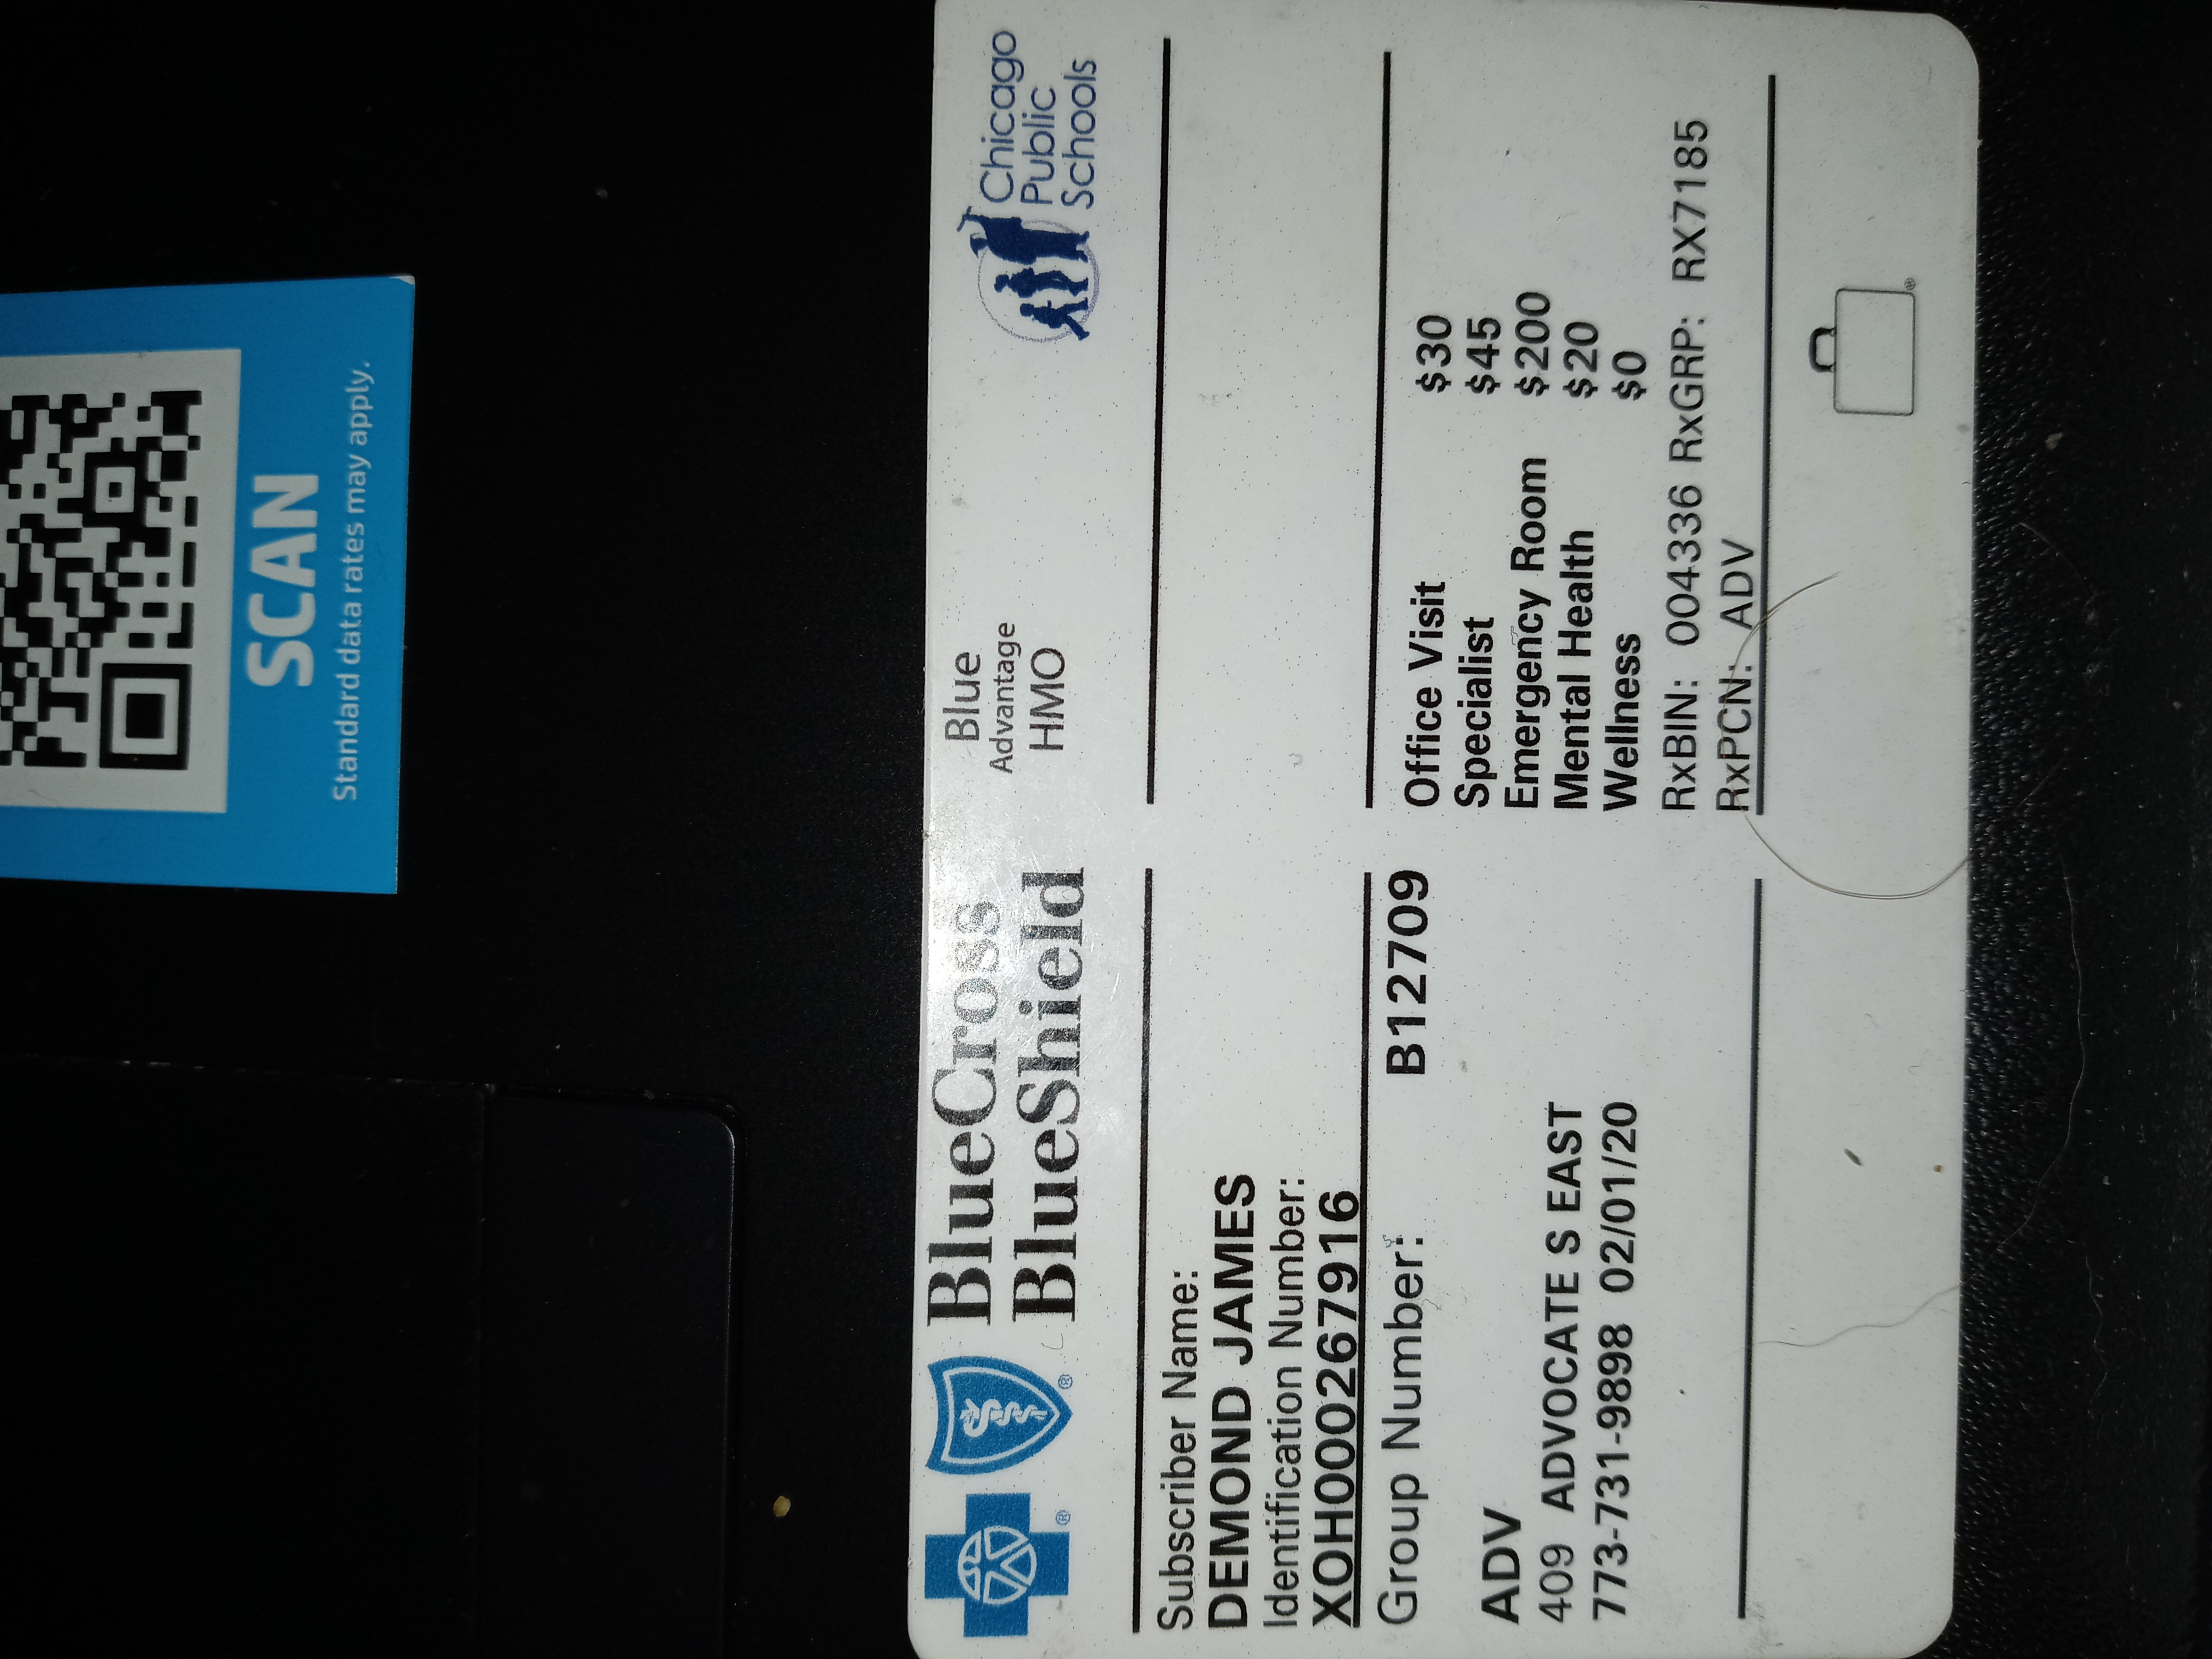 SCAN
Standard data rates may apply.
BlueCross
BlueShield
Blue
Advantage
HMO
Chicago
Public
Schools
Subscriber Name:
DEMOND JAMES
Identification Number:
XOH000267916
Group Number: B12709
ADV
409 ADVOCATE S EAST
773-731-9898 02/01/20
Office Visit $30
Specialist $45
Emergency Room $200
Mental Health $20
Wellness $0
RxBIN: 004336 RxGRP: RX7185
RxPCN: ADV